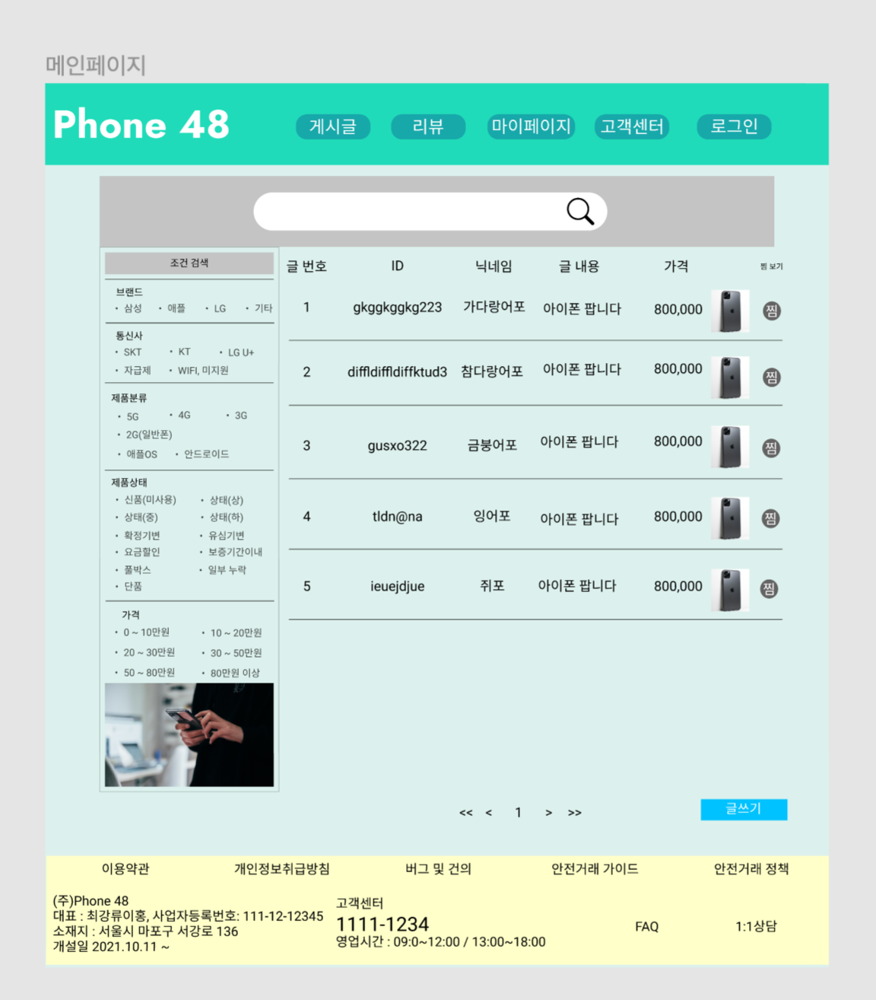 메인페이지
Phone 48
게시글 리뷰 마이페이지 고객센터 로그인
조건 검색
브랜드
• 삼성 • 애플 • LG • 기타
통신사
• SKT • KT • LG U+
• 자급제 • WIFI, 미지원
제품분류
• 5G • 4G • 3G
• 2G(일반폰)
• 애플OS • 안드로이드
제품상태
• 신품(미사용) • 상태(상)
• 상태(중) • 상태(하)
• 확정기변 • 유심기변
• 요금할인 • 보증기간이내
• 풀박스 • 일부 누락
• 단품
가격
• 0 ~ 10만원 • 10 ~ 20만원
• 20 ~ 30만원 • 30 ~ 50만원
• 50 ~ 80만원 • 80만원 이상
글 번호 ID 닉네임 글 내용 가격 찜 보기
1 gkggkggkg223 가다랑어포 아이폰 팝니다 800,000 찜
2 diffldiffldiffktud3 참다랑어포 아이폰 팝니다 800,000 찜
3 gusxo322 금붕어포 아이폰 팝니다 800,000 찜
4 tldn@na 잉어포 아이폰 팝니다 800,000 찜
5 ieuejdjue 쥐포 아이폰 팝니다 800,000 찜
<< < 1 > >>
글쓰기
이용약관 개인정보취급방침 버그 및 건의 안전거래 가이드 안전거래 정책
(주)Phone 48
대표 : 최강류이홍, 사업자등록번호: 111-12-12345
소재지 : 서울시 마포구 서강로 136
개설일 2021.10.11 ~
고객센터
1111-1234
영업시간 : 09:0~12:00 / 13:00~18:00
FAQ 1:1상담